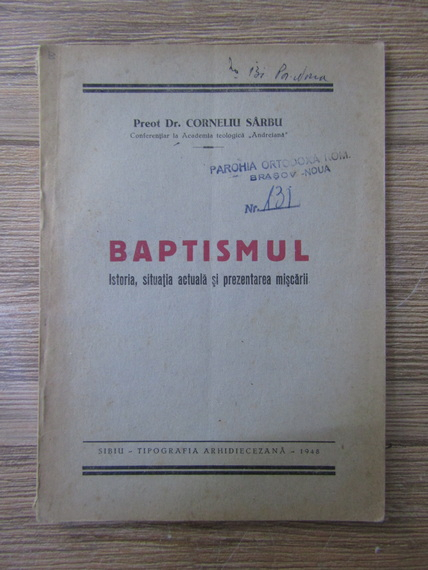 Preot Dr. CORNELIU SÂRBU
Conferențiar la Academia teologică „Andreiană"
PAROHIA ORTODOXĂ ROM.
BRAȘOV-NOUA
Nr. 131
BAPTISMUL
Istoria, situația actuală și prezentarea mișcării
SIBIU – TIPOGRAFIA ARHIDIECEZANĂ – 1948